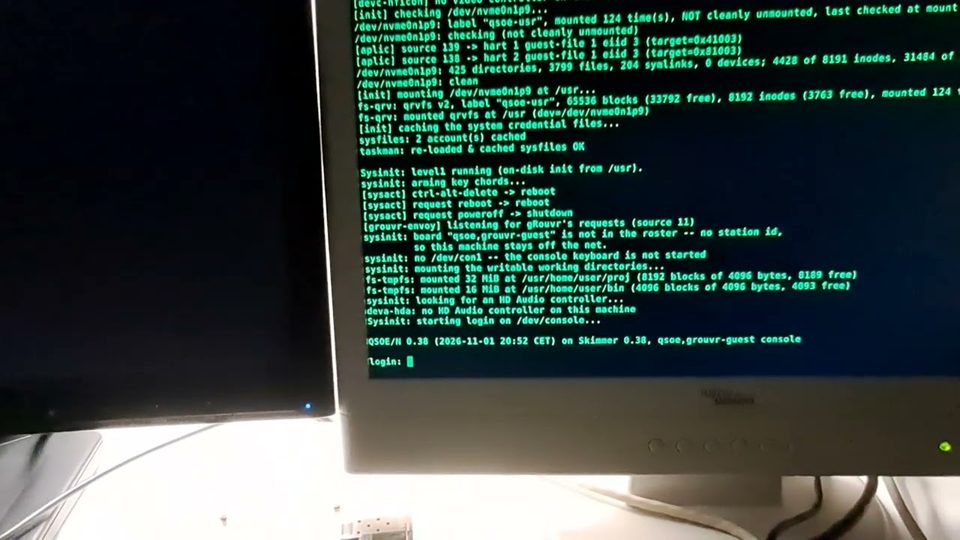 [init] checking /dev/nvme0n1p9...
/dev/nvme0n1p9: label "qsoe-usr", mounted 124 time(s), NOT cleanly unmounted, last checked at mount
/dev/nvme0n1p9: checking (not cleanly unmounted)
[aplic] source 139 -> hart 1 guest-file 1 eiid 3 (target=0x41003)
[aplic] source 138 -> hart 2 guest-file 1 eiid 3 (target=0x81003)
/dev/nvme0n1p9: 425 directories, 3799 files, 204 symlinks, 0 devices; 4428 of 8191 inodes, 31484 of
/dev/nvme0n1p9: clean
[init] mounting /dev/nvme0n1p9 at /usr...
fs-qrv: qrvfs v2, label "qsoe-usr", 65536 blocks (33792 free), 8192 inodes (3763 free), mounted 124
fs-qrv: mounted qrvfs at /usr (dev=/dev/nvme0n1p9)
[init] caching the system credential files...
sysfiles: 2 account(s) cached
taskman: re-loaded & cached sysfiles OK
Sysinit: level1 running (on-disk init from /usr).
sysinit: arming key chords...
[sysact] ctrl-alt-delete -> reboot
[sysact] request reboot -> reboot
[sysact] request poweroff -> shutdown
[grouvr-envoy] listening for gRouvr's requests (source 11)
sysinit: board "qsoe,grouvr-guest" is not in the roster -- no station id,
so this machine stays off the net.
sysinit: no /dev/con1 -- the console keyboard is not started
sysinit: mounting the writable working directories...
fs-tmpfs: mounted 32 MiB at /usr/home/user/proj (8192 blocks of 4096 bytes, 8189 free)
fs-tmpfs: mounted 16 MiB at /usr/home/user/bin (4096 blocks of 4096 bytes, 4093 free)
sysinit: looking for an HD Audio controller...
deva-hda: no HD Audio controller on this machine
Sysinit: starting login on /dev/console...
QSOE/N 0.38 (2026-11-01 20:52 CET) on Skimmer 0.38, qsoe,grouvr-guest console
login: